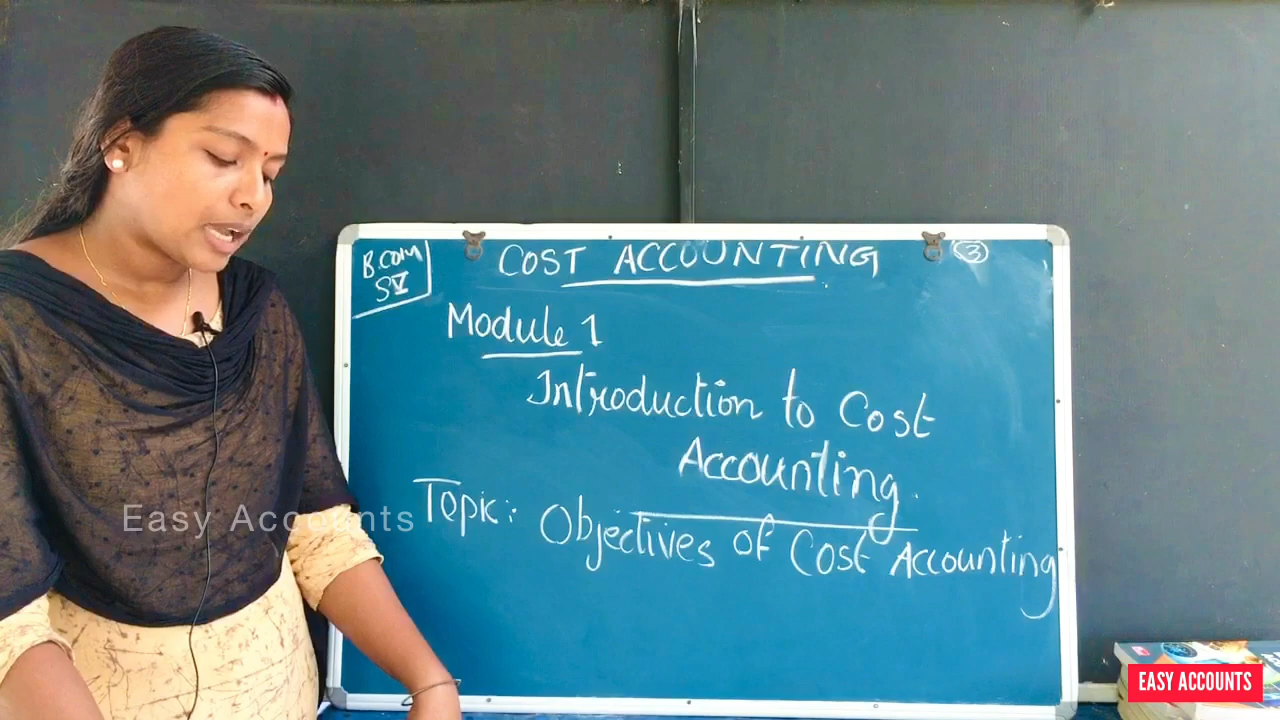 B.COM
SV
COST ACCOUNTING
3
Module 1
Introduction to Cost
Accounting.
Topic: Objectives of Cost Accounting
Easy Accounts
EASY ACCOUNTS